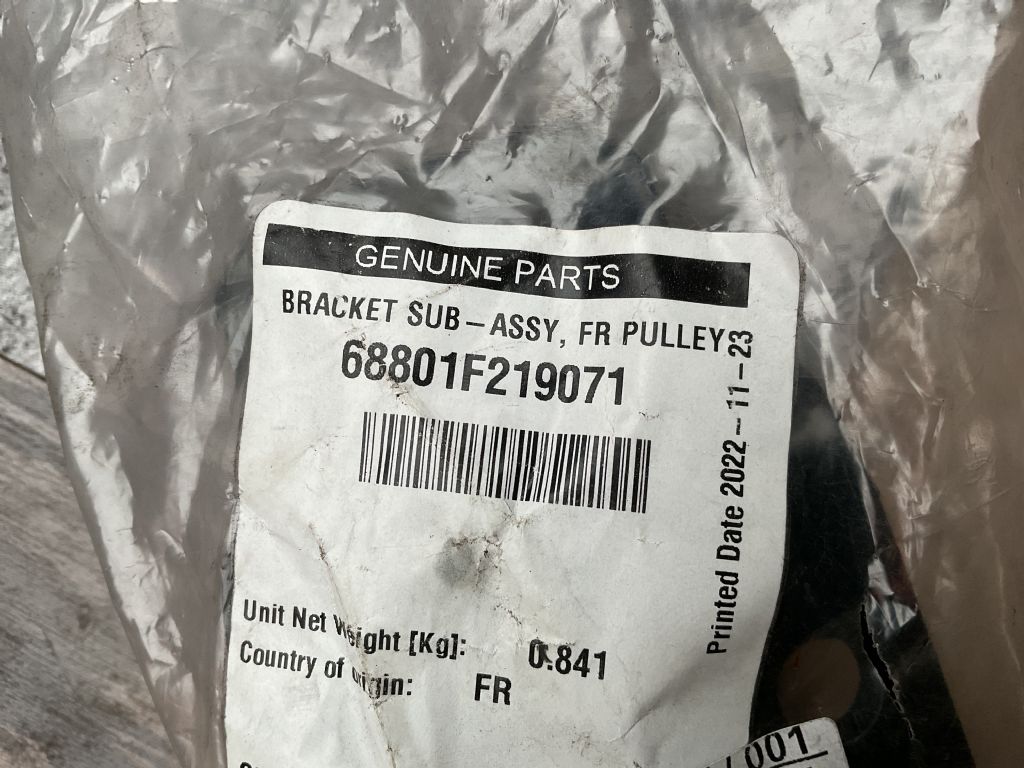 GENUINE PARTS
BRACKET SUB-ASSY, FR PULLEY
68801F219071
Printed Date 2022-11-23
Unit Net Weight [Kg]: 0.841
Country of origin: FR
001